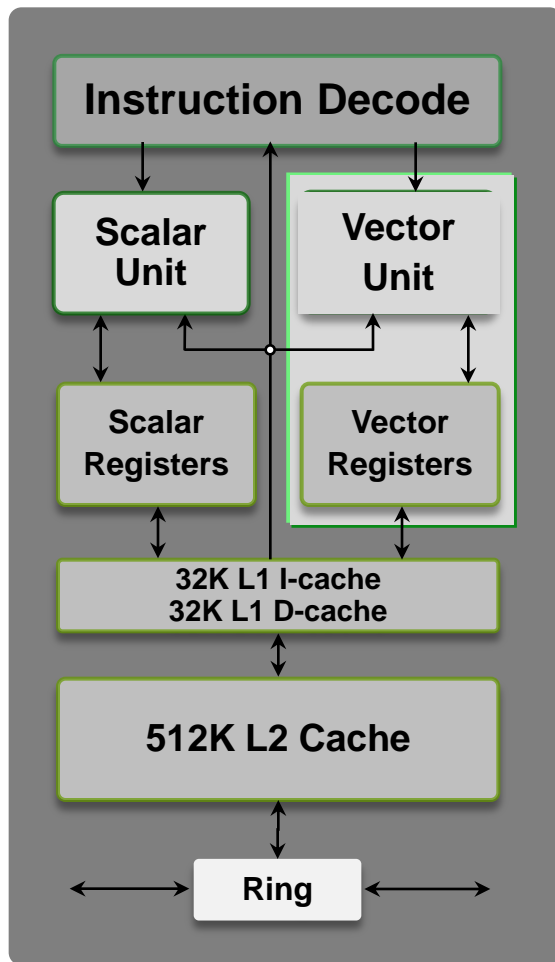 Instruction Decode
Scalar
Unit
Vector
Unit
Scalar
Registers
Vector
Registers
32K L1 I-cache
32K L1 D-cache
512K L2 Cache
Ring